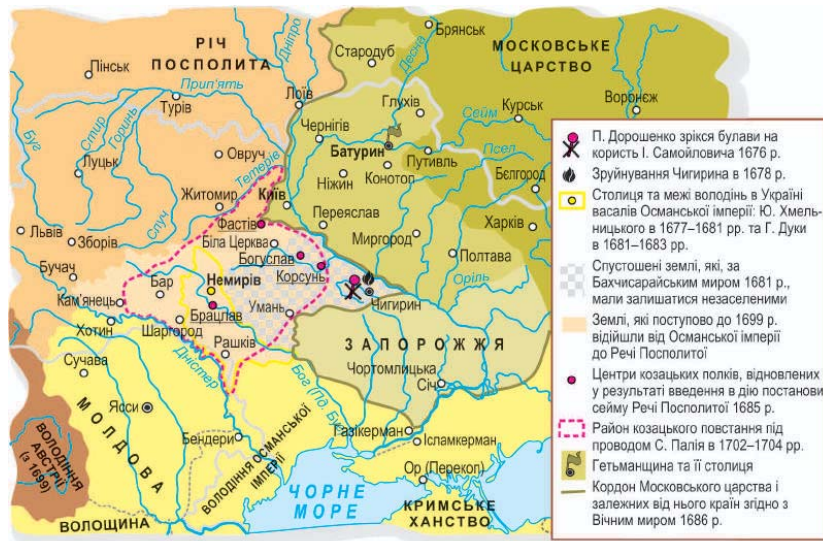 РІЧ
ПОСПОЛИТА
МОСКОВСЬКЕ
ЦАРСТВО
Брянськ
Стародуб
Десна
Дніпро
Пінськ
Прип'ять
Турів
Лоїв
Глухів
Сейм
Курськ
Воронєж
Буг
Стир
Горинь
Чернігів
Батурин
Псел
Путивль
Луцьк
Овруч
Тетерів
Ніжин
Конотоп
Бєлгород
Житомир
Київ
Случ
Фастів
Переяслав
Харків
Львів
Зборів
Біла Церква
Миргород
Богуслав
Полтава
Бучач
Немирів
Корсунь
Оріль
Бар
Кам'янець
Умань
Чигирин
Хотин
Брацлав
Шаргород
ЗАПОРОЖЖЯ
Рашків
Сучава
Дністер
Чортомлицька
Січ
Бог (Пд. Буг)
МОЛДОВА
Ясси
Газікерман
Бендери
Ісламкерман
ВОЛОДІННЯ
АВСТРІЇ
(з 1699)
ВОЛОДІННЯ ОСМАНСЬКОЇ
ІМПЕРІЇ
Ор (Перекоп)
ЧОРНЕ
МОРЕ
КРИМСЬКЕ
ХАНСТВО
ВОЛОЩИНА
П. Дорошенко зрікся булави на
користь І. Самойловича 1676 р.
Зруйнування Чигирина в 1678 р.
Столиця та межі володінь в Україні
васалів Османської імперії: Ю. Хмель-
ницького в 1677–1681 рр. та Г. Дуки
в 1681–1683 рр.
Спустошені землі, які, за
Бахчисарайським миром 1681 р.,
мали залишатися незаселеними
Землі, які поступово до 1699 р.
відійшли від Османської імперії
до Речі Посполитої
Центри козацьких полків, відновлених
у результаті введення в дію постанови
сейму Речі Посполитої 1685 р.
Район козацького повстання під
проводом С. Палія в 1702–1704 рр.
Гетьманщина та її столиця
Кордон Московського царства і
залежних від нього країн згідно з
Вічним миром 1686 р.